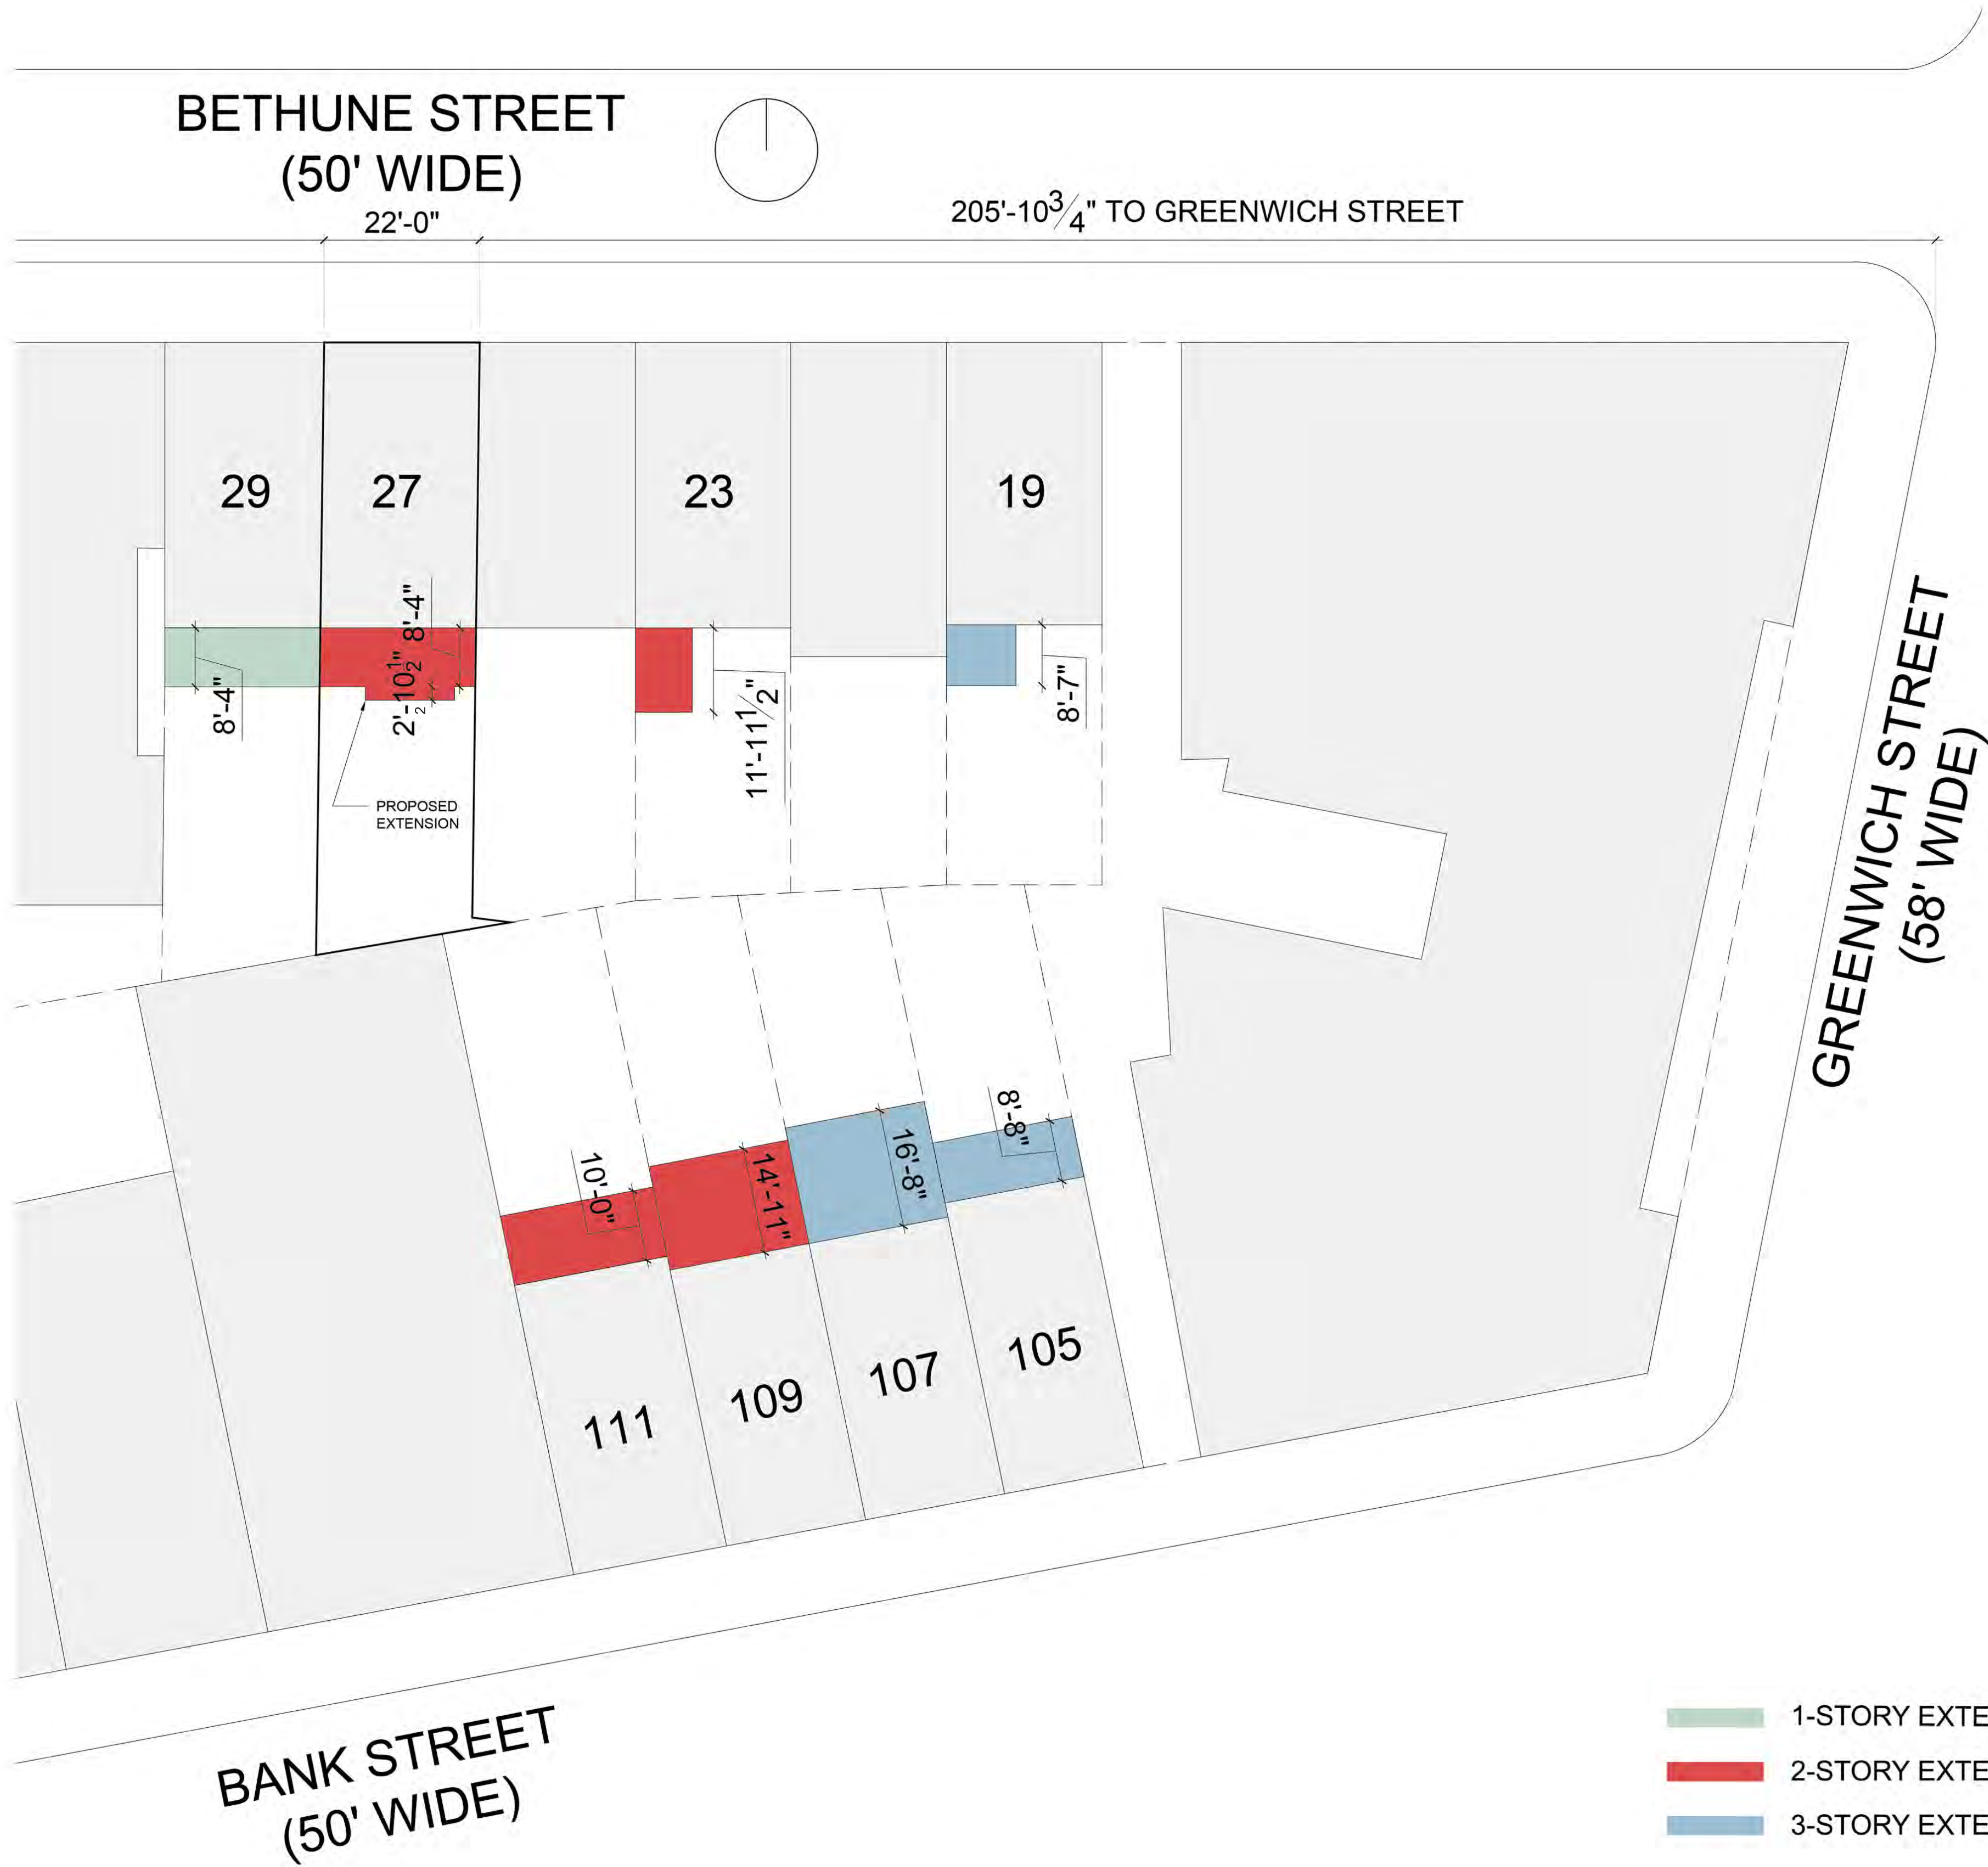 BETHUNE STREET
(50' WIDE)
22'-0"
205'-10 3/4" TO GREENWICH STREET
29
27
23
19
8'-4"
8'-4"
2'-10 1/2"
11'-11 1/2"
8'-7"
PROPOSED
EXTENSION
GREENWICH STREET
(58' WIDE)
10'-0"
14'-11"
16'-8"
8'-8"
111
109
107
105
BANK STREET
(50' WIDE)
1-STORY EXTE
2-STORY EXTE
3-STORY EXTE